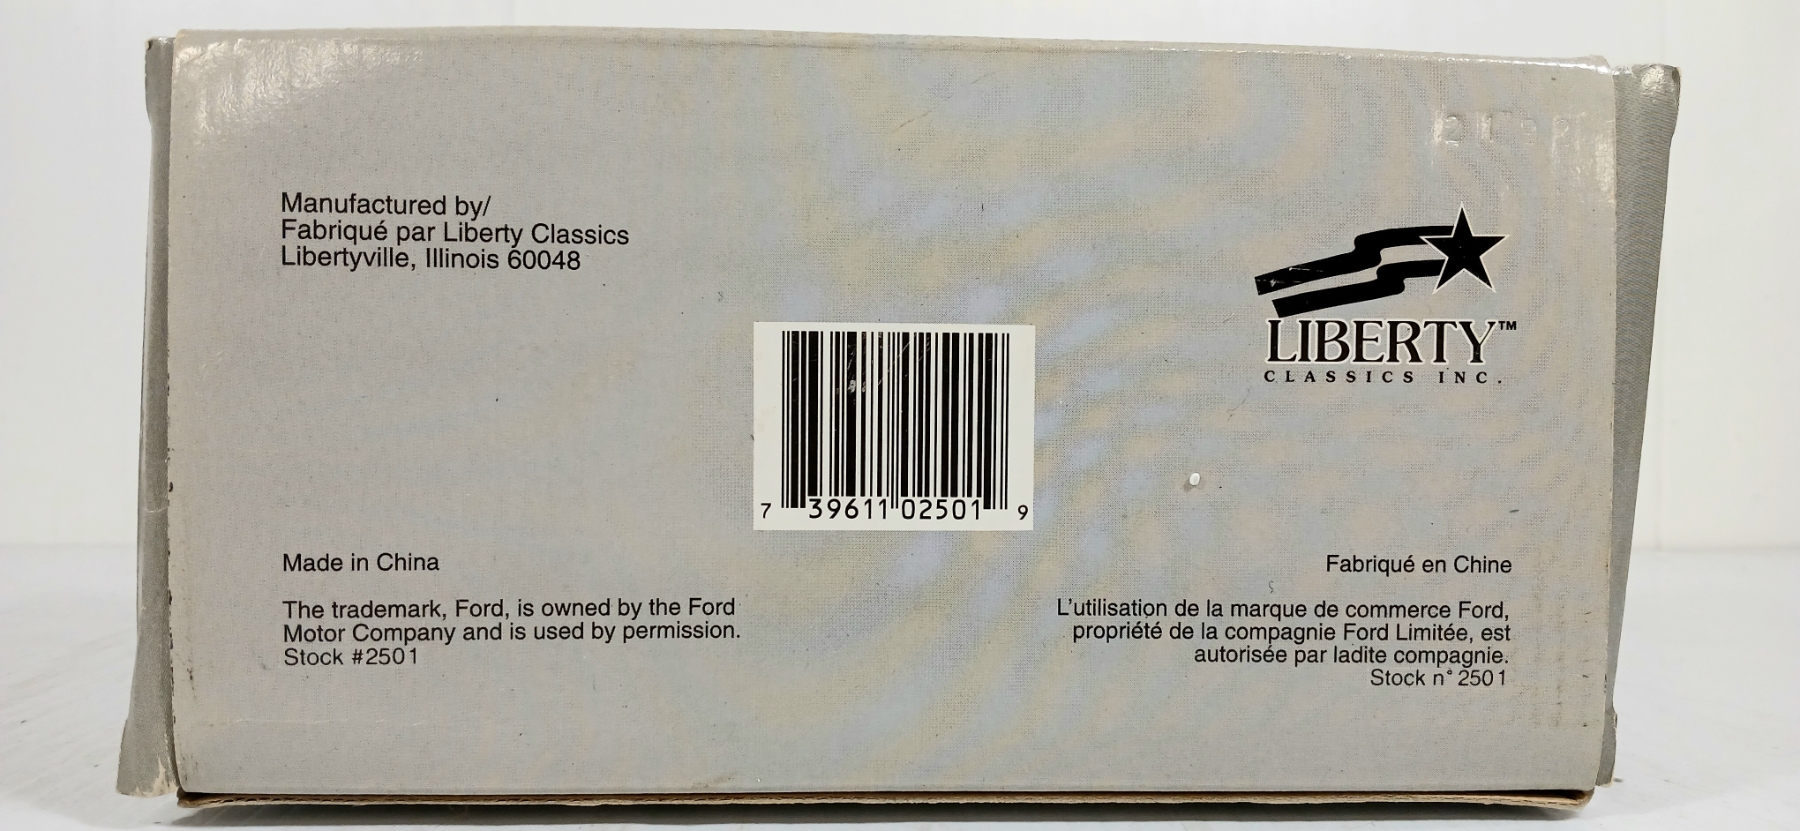 Manufactured by/
Fabriqué par Liberty Classics
Libertyville, Illinois 60048
LIBERTY™
CLASSICS INC.
7 39611 02501 9
Made in China
The trademark, Ford, is owned by the Ford
Motor Company and is used by permission.
Stock #2501
Fabriqué en Chine
L'utilisation de la marque de commerce Ford,
propriété de la compagnie Ford Limitée, est
autorisée par ladite compagnie.
Stock n° 2501